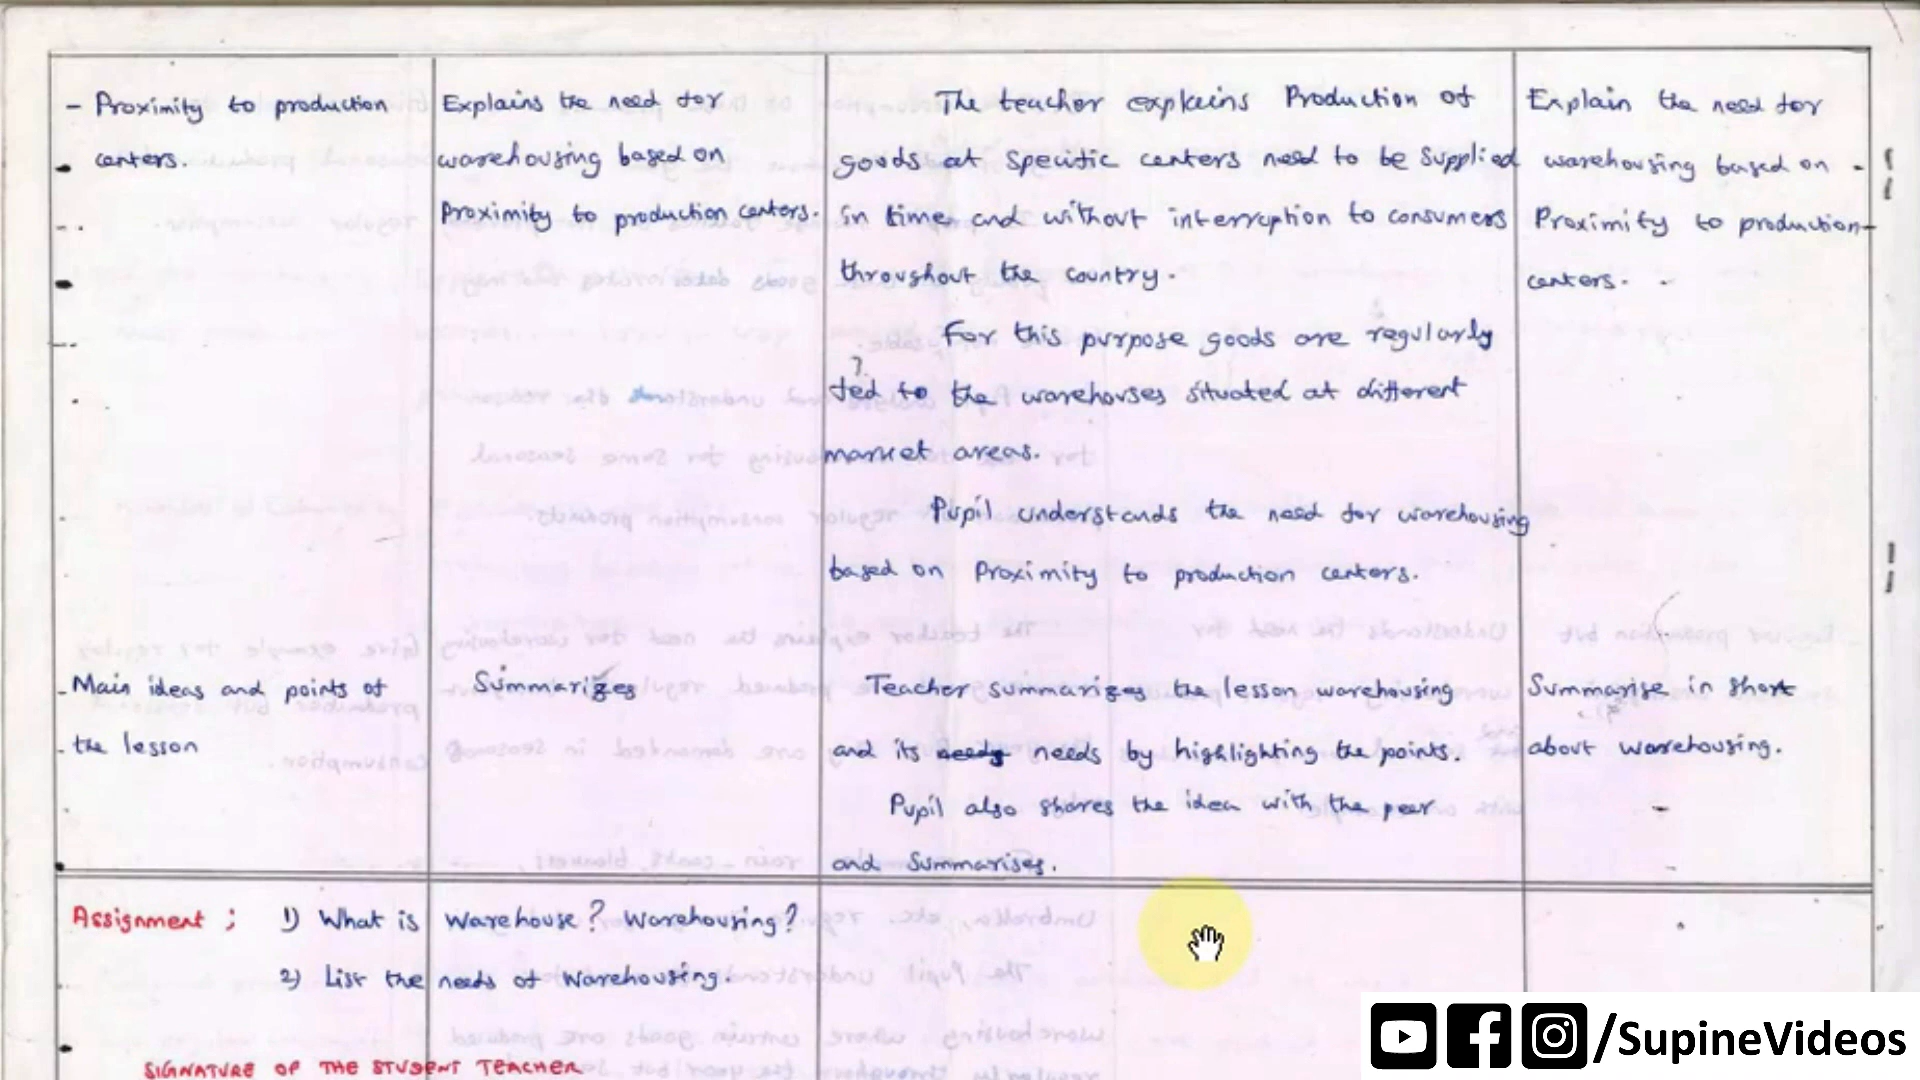 - Proximity to production
centers.
Explains the need for
warehousing based on
Proximity to production centers.
The teacher explains Production of
goods at specific centers need to be supplied
in time and without interruption to consumers
throughout the country.
For this purpose goods are regularly
?
fed to the warehouses situated at different
market areas.
Pupil understands the need for warehousing
based on Proximity to production centers.
Explain the need for
warehousing based on
Proximity to production
centers.
- Main ideas and points of
the lesson
Summarizes
Teacher summarizes the lesson warehousing
and its needs by highlighting the points.
Pupil also shares the idea with the peer
and Summarises.
Summarise in short
about warehousing.
Assignment ; 1) What is Warehouse? Warehousing?
2) List the needs of Warehousing.
SIGNATURE OF THE STUDENT TEACHER
/SupineVideos